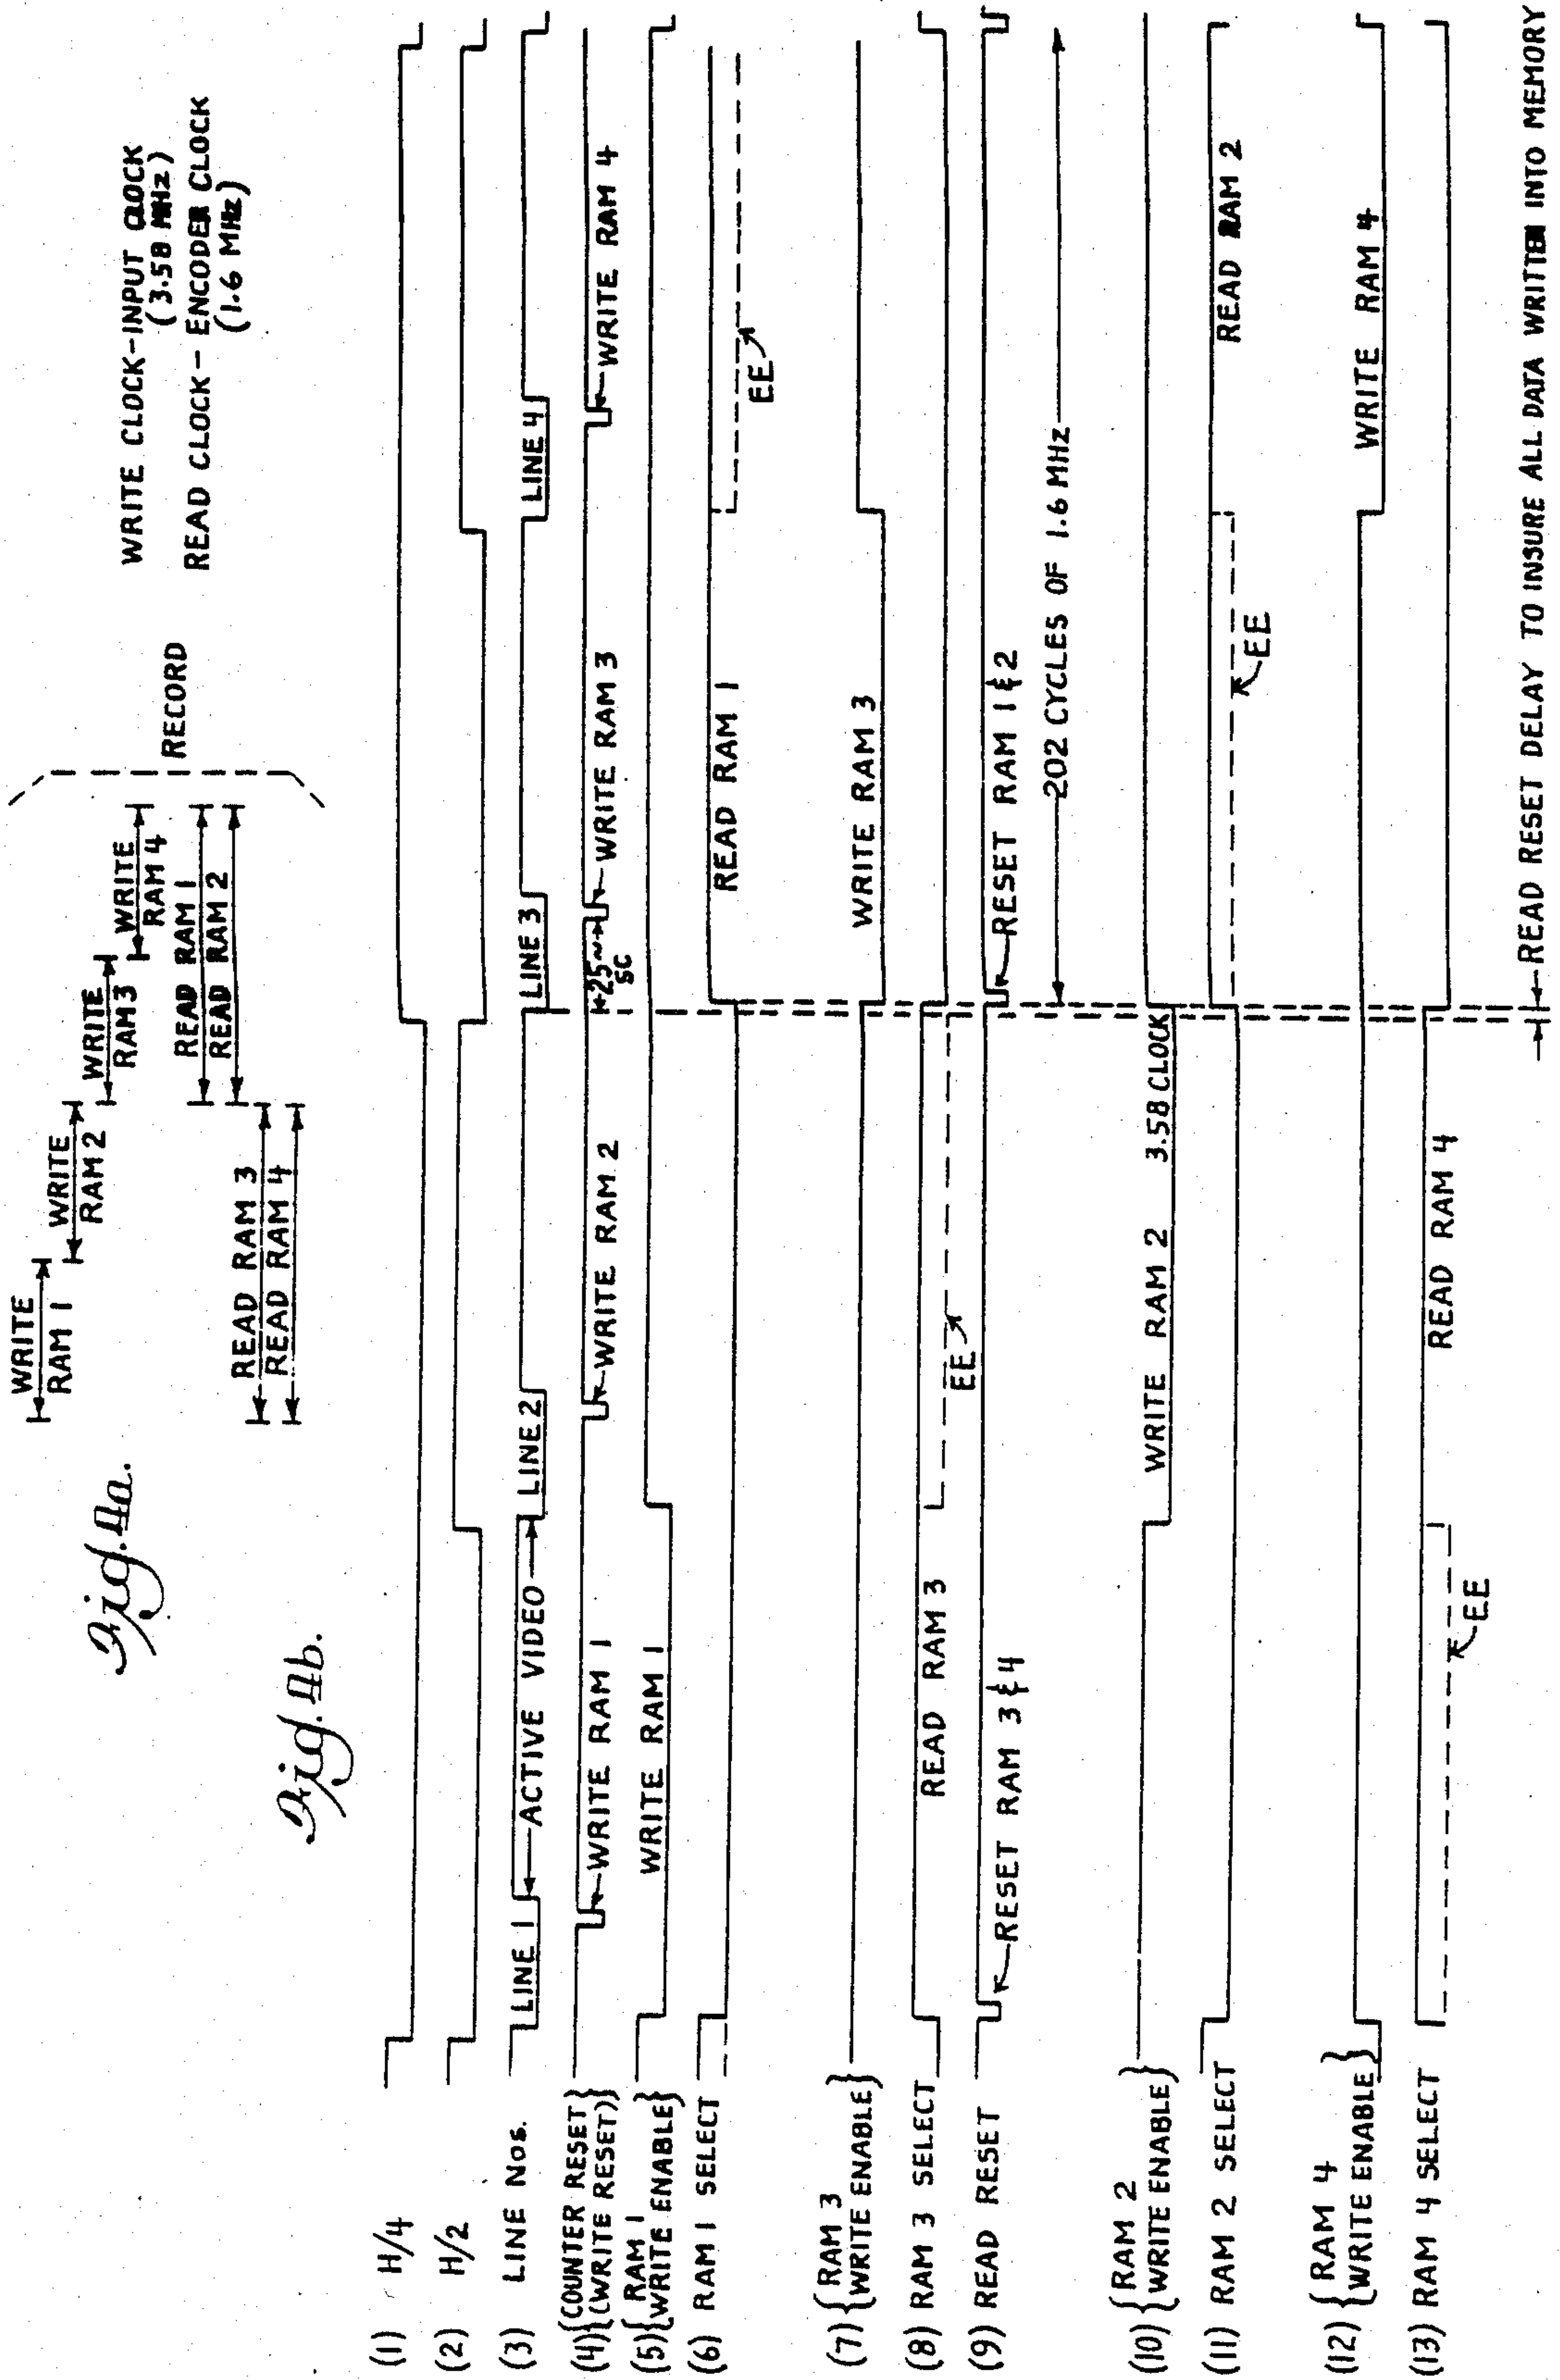 Fig. 4a.
WRITE
RAM 1
WRITE
RAM 2
WRITE
RAM 3
WRITE
RAM 4
READ RAM 1
READ RAM 2
READ RAM 3
READ RAM 4
RECORD
WRITE CLOCK-INPUT CLOCK
(3.58 MHz)
READ CLOCK-ENCODER CLOCK
(1.6 MHz)
Fig. 4b.
(1) H/4
(2) H/2
(3) LINE Nos.
LINE 1
ACTIVE VIDEO
LINE 2
LINE 3
LINE 4
(4) {COUNTER RESET}
{(WRITE RESET)}
WRITE RAM 1
WRITE RAM 2
25~
SC
WRITE RAM 3
WRITE RAM 4
(5) {RAM 1
WRITE ENABLE}
WRITE RAM 1
(6) RAM 1 SELECT
READ RAM 1
EE
(7) {RAM 3
WRITE ENABLE}
WRITE RAM 3
(8) RAM 3 SELECT
READ RAM 3
EE
(9) READ RESET
RESET RAM 3 & 4
RESET RAM 1 & 2
202 CYCLES OF 1.6 MHz
(10) {RAM 2
WRITE ENABLE}
WRITE RAM 2 3.58 CLOCK
(11) RAM 2 SELECT
EE
READ RAM 2
(12) {RAM 4
WRITE ENABLE}
WRITE RAM 4
(13) RAM 4 SELECT
EE
READ RAM 4
READ RESET DELAY TO INSURE ALL DATA WRITTEN INTO MEMORY